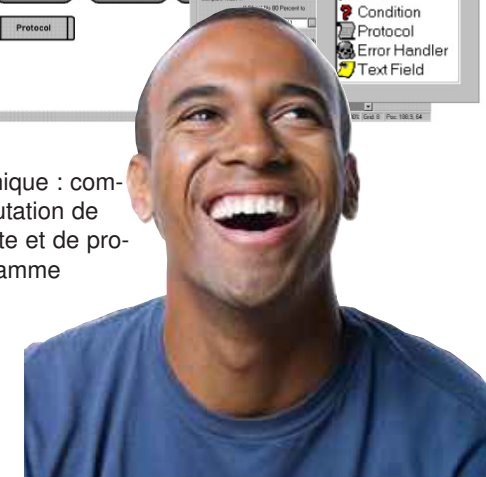 Protocol
Condition
Protocol
Error Handler
Text Field
nique : com-
utation de
te et de pro-
amme